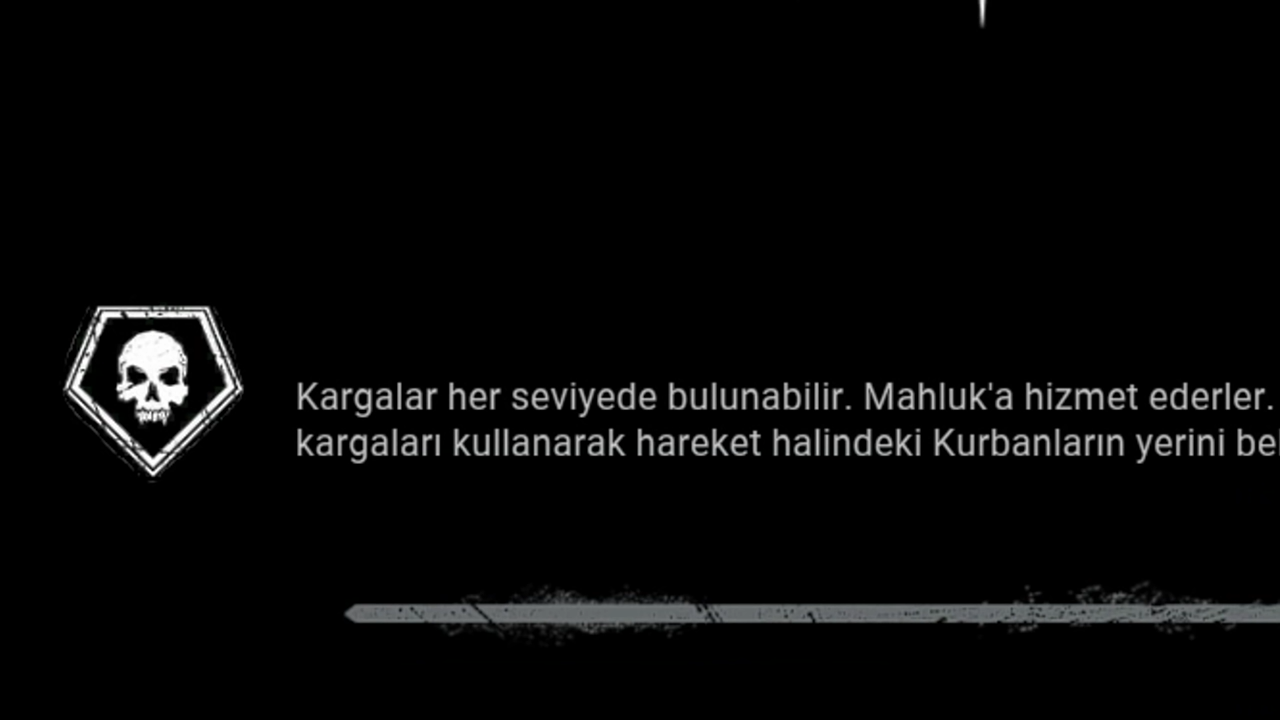 Kargalar her seviyede bulunabilir. Mahluk'a hizmet ederler.
kargaları kullanarak hareket halindeki Kurbanların yerini